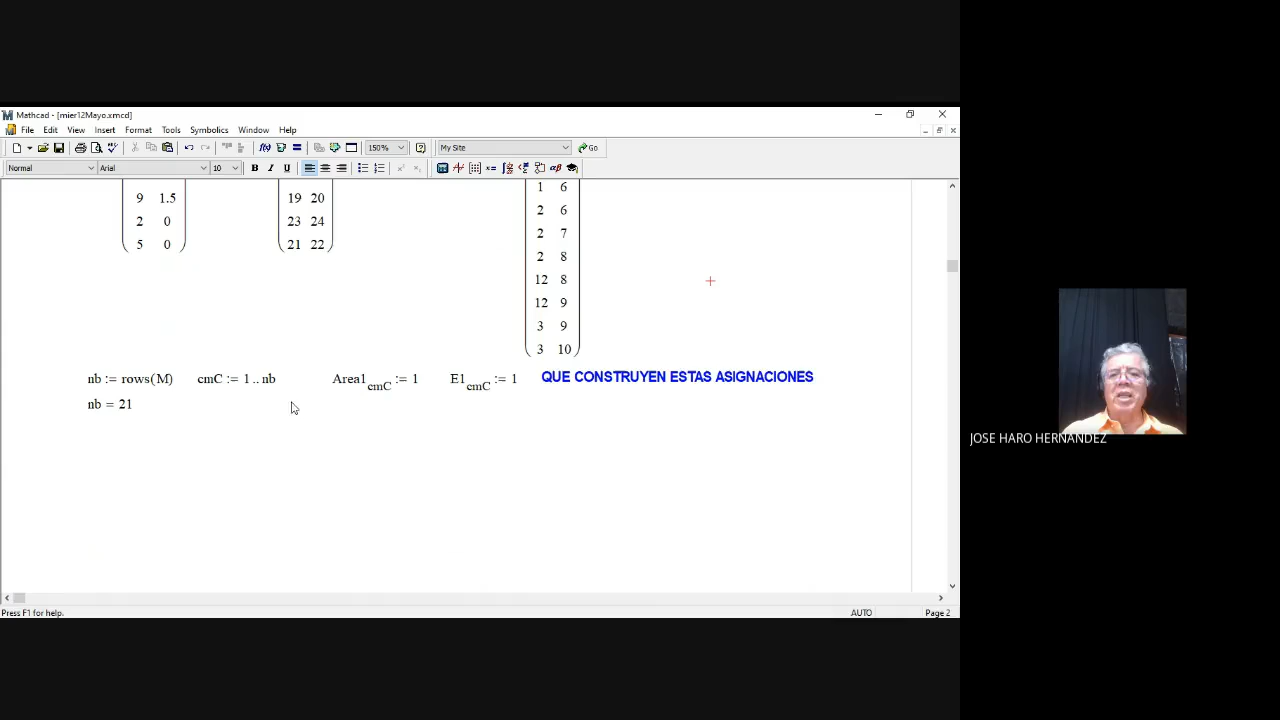 Mathcad - [mier12Mayo.xmcd]
File Edit View Insert Format Tools Symbolics Window Help
150% My Site Go
Normal Arial 10 B I U
9 1.5
2 0
5 0
19 20
23 24
21 22
1 6
2 6
2 7
2 8
12 8
12 9
3 9
3 10
nb := rows(M) cmC := 1 .. nb Area1cmC := 1 E1cmC := 1 QUE CONSTRUYEN ESTAS ASIGNACIONES
nb = 21
JOSE HARO HERNANDEZ
Press F1 for help. AUTO Page 2